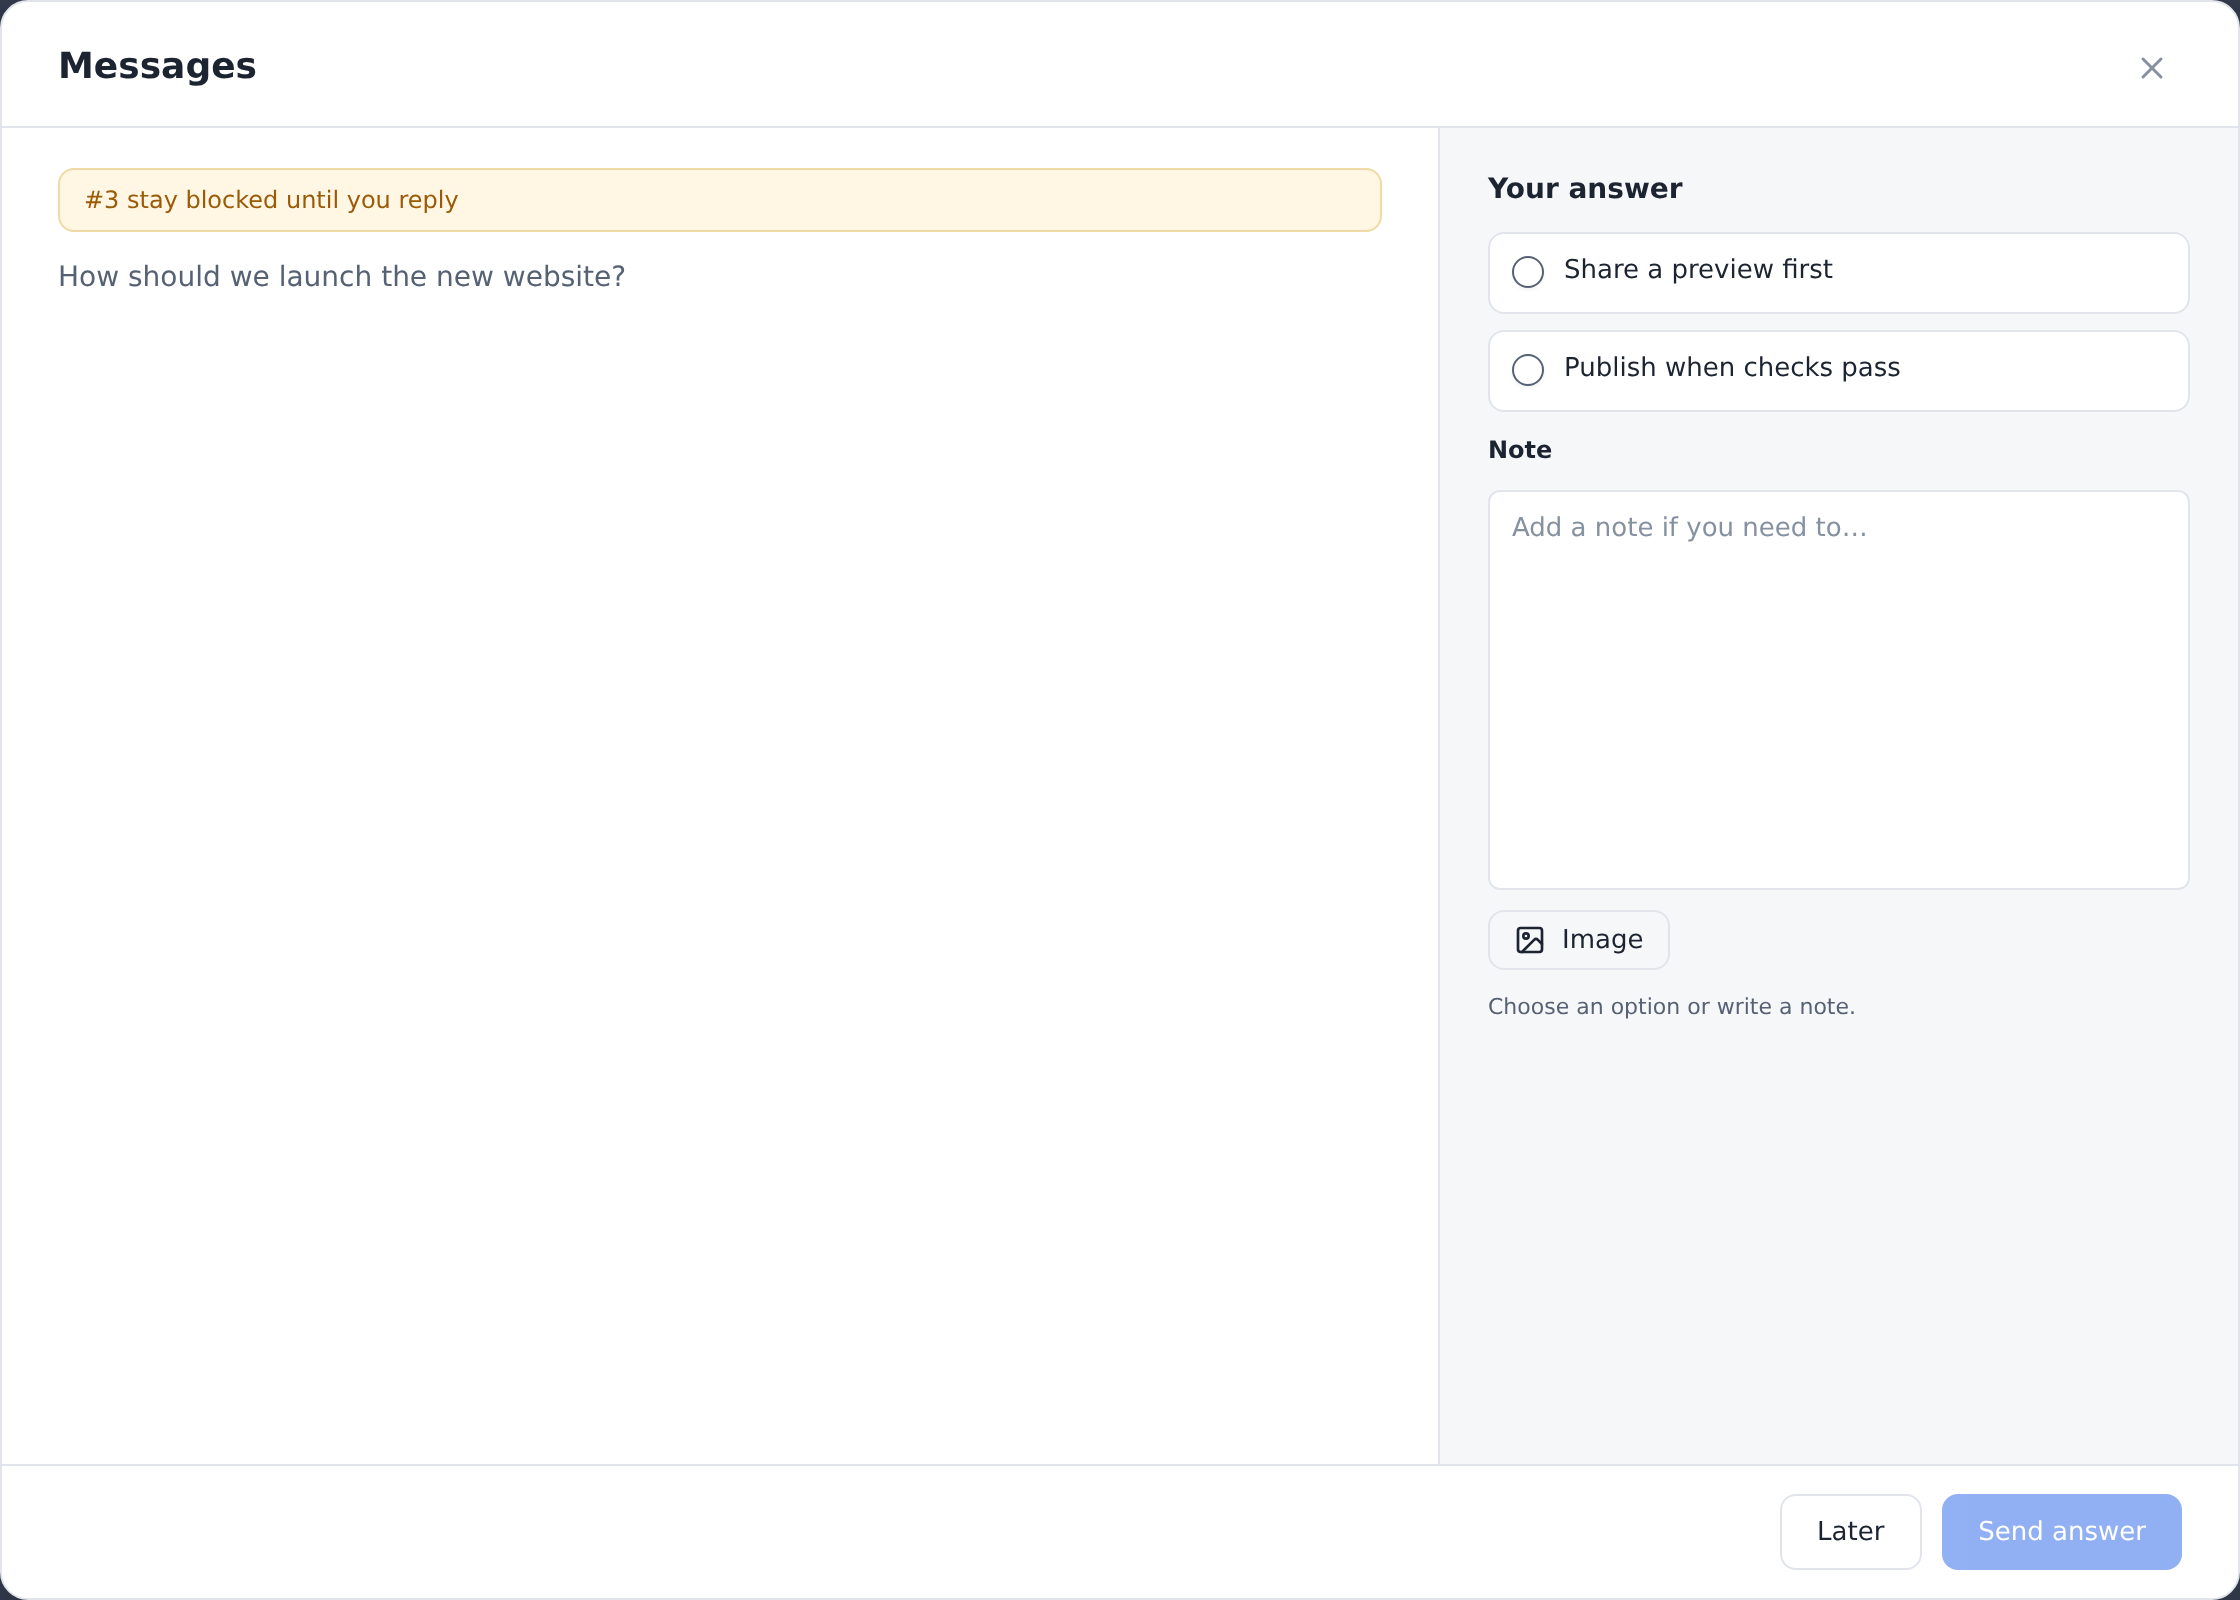 Messages
#3 stay blocked until you reply
How should we launch the new website?
Your answer
Share a preview first
Publish when checks pass
Note
Add a note if you need to…
Image
Choose an option or write a note.
Later
Send answer